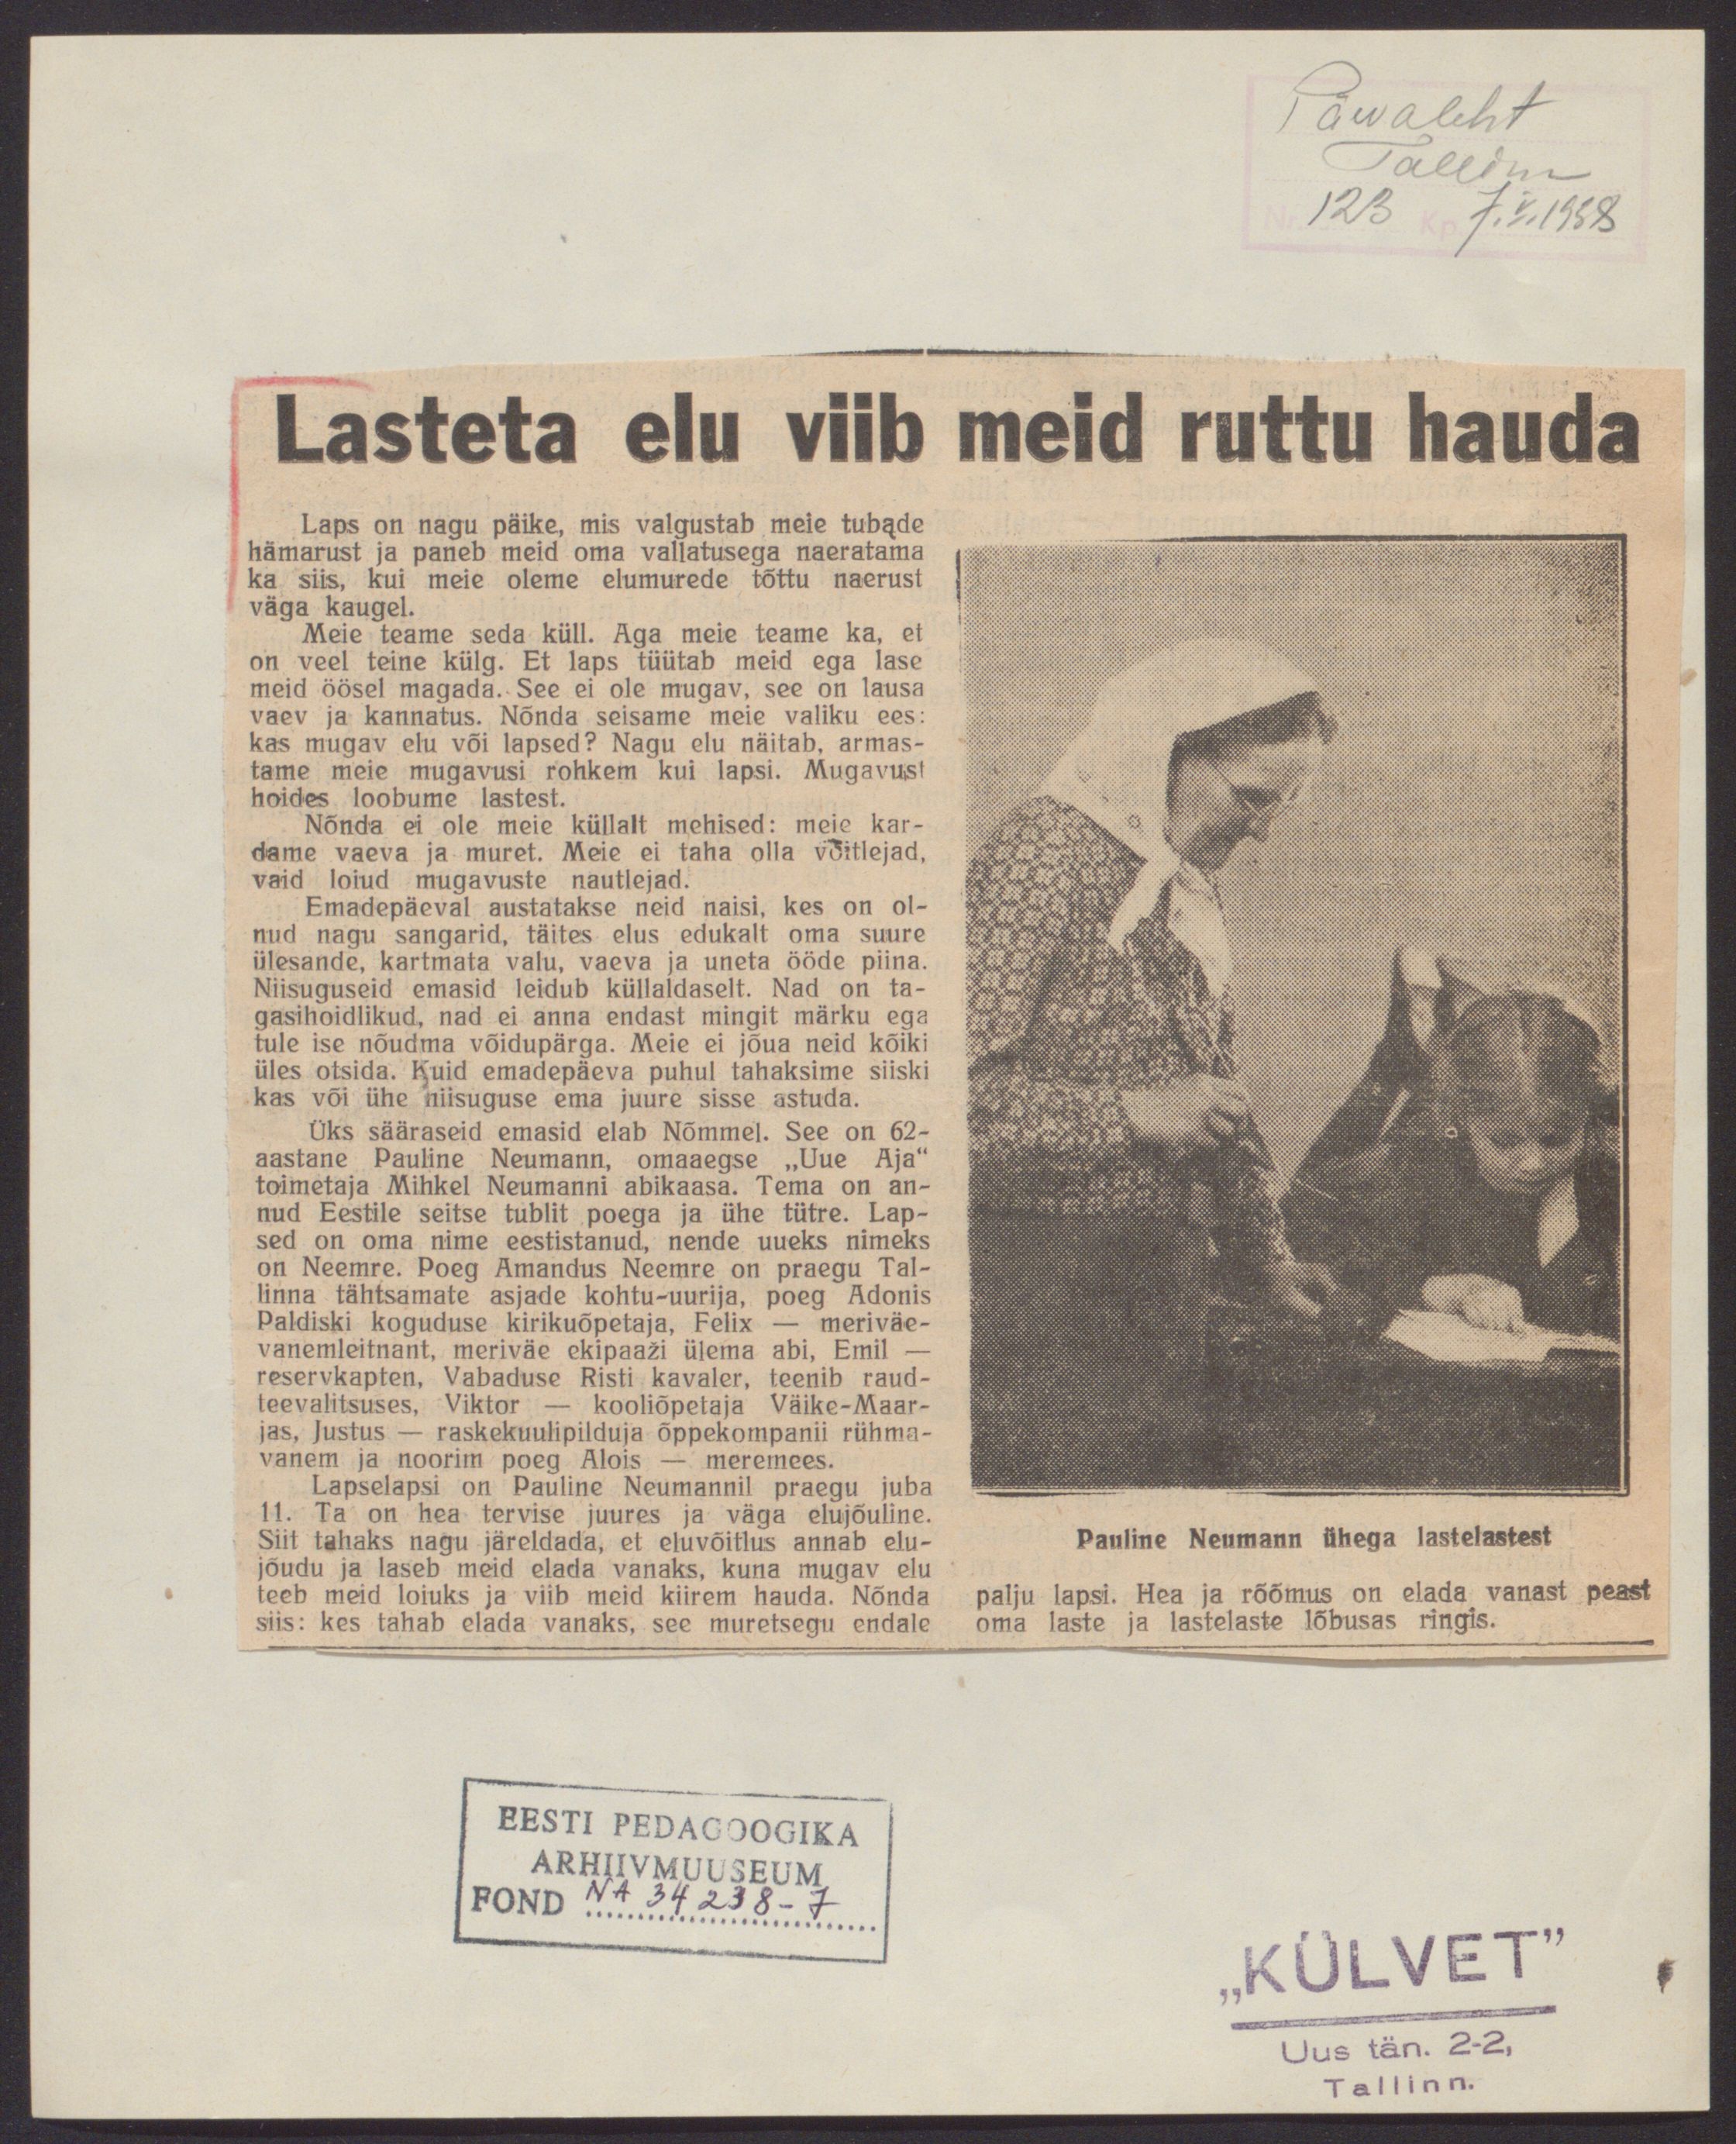 Päwaleht
Tallinn
Nr. 123 Kp. 7.V.1938
Lasteta elu viib meid ruttu hauda
Laps on nagu päike, mis valgustab meie tubade
hämarust ja paneb meid oma vallatusega naeratama
ka siis, kui meie oleme elumurede tõttu naerust
väga kaugel.
Meie teame seda küll. Aga meie teame ka, et
on veel teine külg. Et laps tüütab meid ega lase
meid öösel magada. See ei ole mugav, see on lausa
vaev ja kannatus. Nõnda seisame meie valiku ees:
kas mugav elu või lapsed? Nagu elu näitab, armas-
tame meie mugavusi rohkem kui lapsi. Mugavust
hoides loobume lastest.
Nõnda ei ole meie küllalt mehised: meie kar-
dame vaeva ja muret. Meie ei taha olla võitlejad,
vaid loiud mugavuste nautlejad.
Emadepäeval austatakse neid naisi, kes on ol-
nud nagu sangarid, täites elus edukalt oma suure
ülesande, kartmata valu, vaeva ja uneta ööde piina.
Niisuguseid emasid leidub küllaldaselt. Nad on ta-
gasihoidlikud, nad ei anna endast mingit märku ega
tule ise nõudma võidupärga. Meie ei jõua neid kõiki
üles otsida. Kuid emadepäeva puhul tahaksime siiski
kas või ühe niisuguse ema juure sisse astuda.
Üks sääraseid emasid elab Nõmmel. See on 62-
aastane Pauline Neumann, omaaegse „Uue Aja“
toimetaja Mihkel Neumanni abikaasa. Tema on an-
nud Eestile seitse tublit poega ja ühe tütre. Lap-
sed on oma nime eestistanud, nende uueks nimeks
on Neemre. Poeg Amandus Neemre on praegu Tal-
linna tähtsamate asjade kohtu-uurija, poeg Adonis
Paldiski koguduse kirikuõpetaja, Felix — meriväe-
vanemleitnant, meriväe ekipaaži ülema abi, Emil —
reservkapten, Vabaduse Risti kavaler, teenib raud-
teevalitsuses, Viktor — kooliõpetaja Väike-Maar-
jas, Justus — raskekuulipilduja õppekompanii rühma-
vanem ja noorim poeg Alois — meremees.
Lapselapsi on Pauline Neumannil praegu juba
11. Ta on hea tervise juures ja väga elujõuline.
Siit tahaks nagu järeldada, et eluvõitlus annab elu-
jõudu ja laseb meid elada vanaks, kuna mugav elu
teeb meid loiuks ja viib meid kiirem hauda. Nõnda
siis: kes tahab elada vanaks, see muretsegu endale
Pauline Neumann ühega lastelastest
palju lapsi. Hea ja rõõmus on elada vanast peast
oma laste ja lastelaste lõbusas ringis.
EESTI PEDAGOOGIKA
ARHIIVMUUSEUM
FOND NA 34238-7
„KÜLVET”
Uus tän. 2-2,
Tallinn.